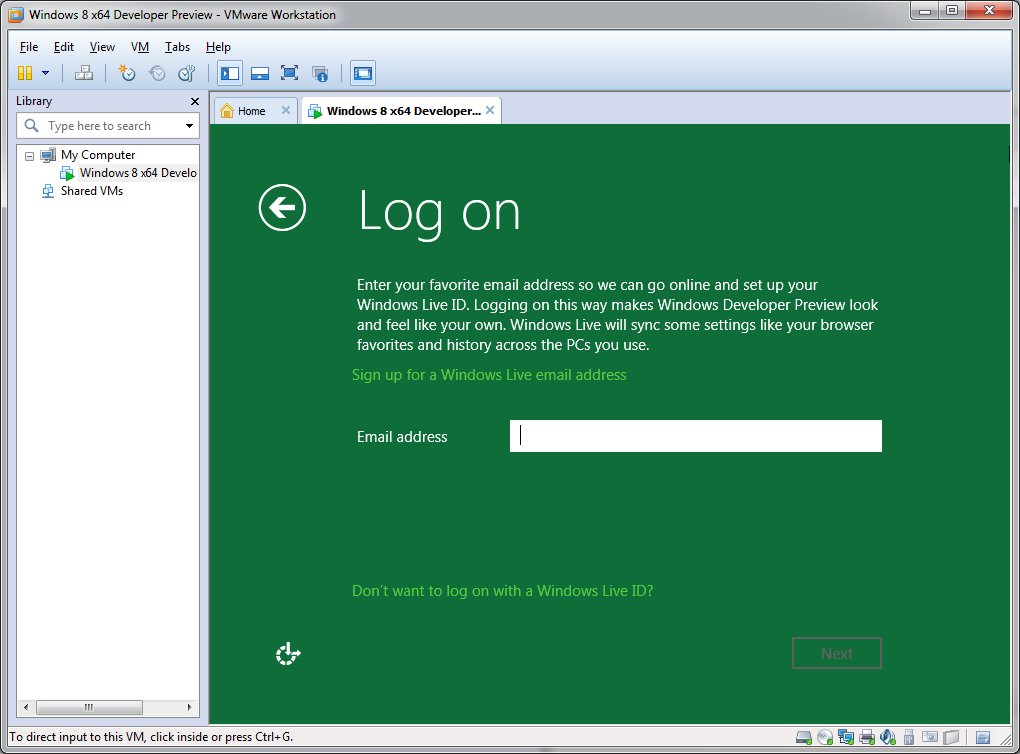 Windows 8 x64 Developer Preview - VMware Workstation
File Edit View VM Tabs Help
Library
Type here to search
Home
Windows 8 x64 Developer...
My Computer
Windows 8 x64 Develo
Shared VMs
Log on
Enter your favorite email address so we can go online and set up your
Windows Live ID. Logging on this way makes Windows Developer Preview look
and feel like your own. Windows Live will sync some settings like your browser
favorites and history across the PCs you use.
Sign up for a Windows Live email address
Email address
Don't want to log on with a Windows Live ID?
Next
To direct input to this VM, click inside or press Ctrl+G.